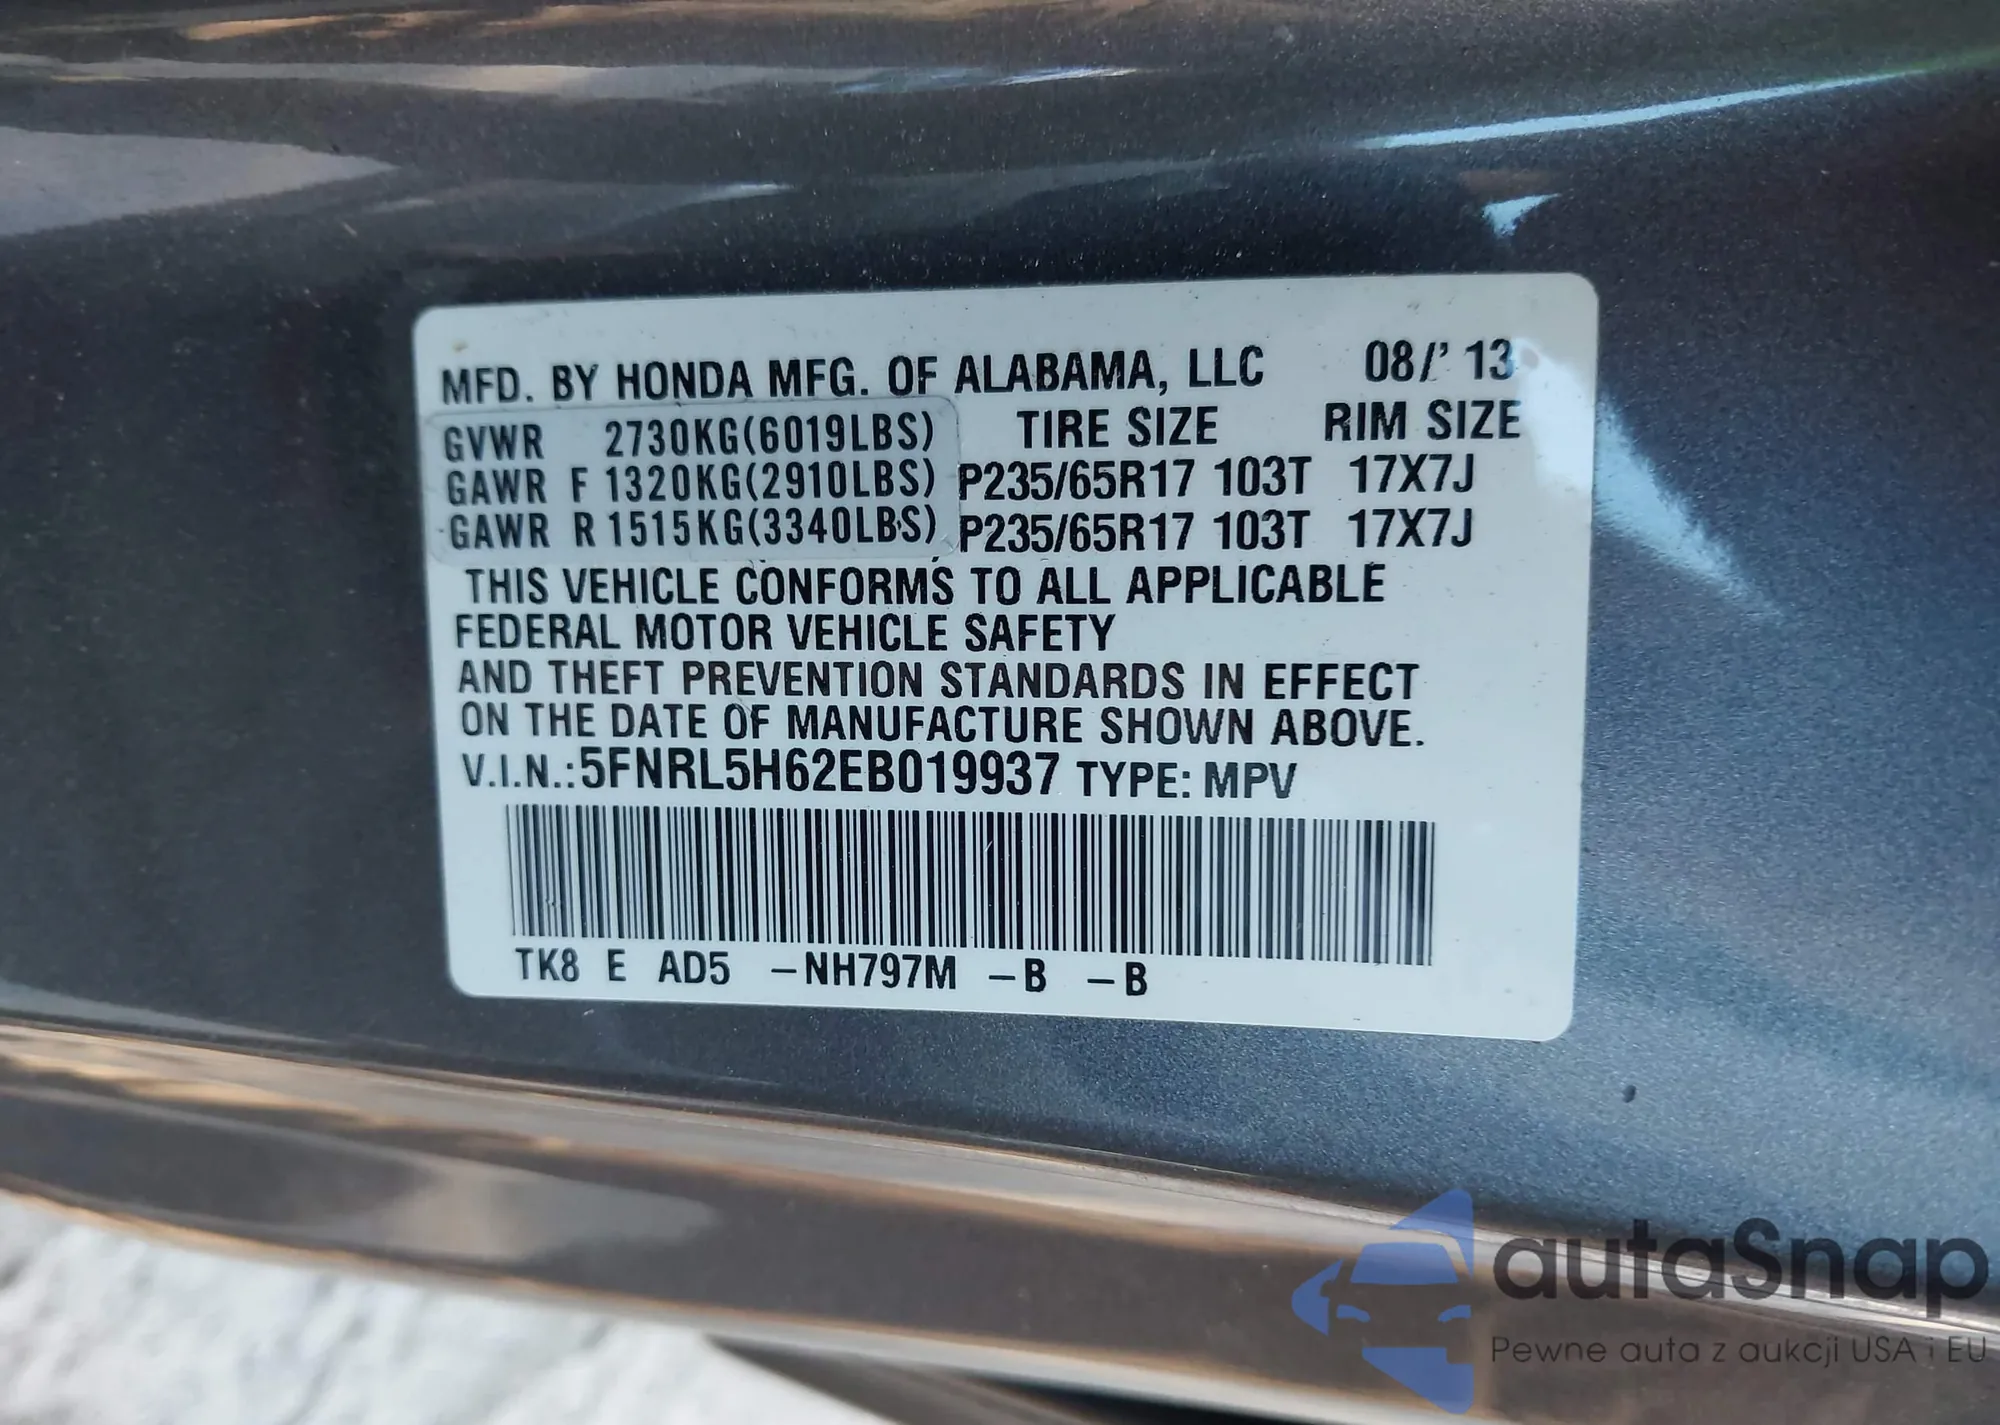 MFD. BY HONDA MFG. OF ALABAMA, LLC 08/' 13
GVWR 2730KG(6019LBS) TIRE SIZE RIM SIZE
GAWR F 1320KG(2910LBS) P235/65R17 103T 17X7J
GAWR R 1515KG(3340LBS) P235/65R17 103T 17X7J
THIS VEHICLE CONFORMS TO ALL APPLICABLE
FEDERAL MOTOR VEHICLE SAFETY
AND THEFT PREVENTION STANDARDS IN EFFECT
ON THE DATE OF MANUFACTURE SHOWN ABOVE.
V.I.N.:5FNRL5H62EB019937 TYPE: MPV
TK8 E AD5 -NH797M -B -B
autaSnap
Pewne auta z aukcji USA i EU